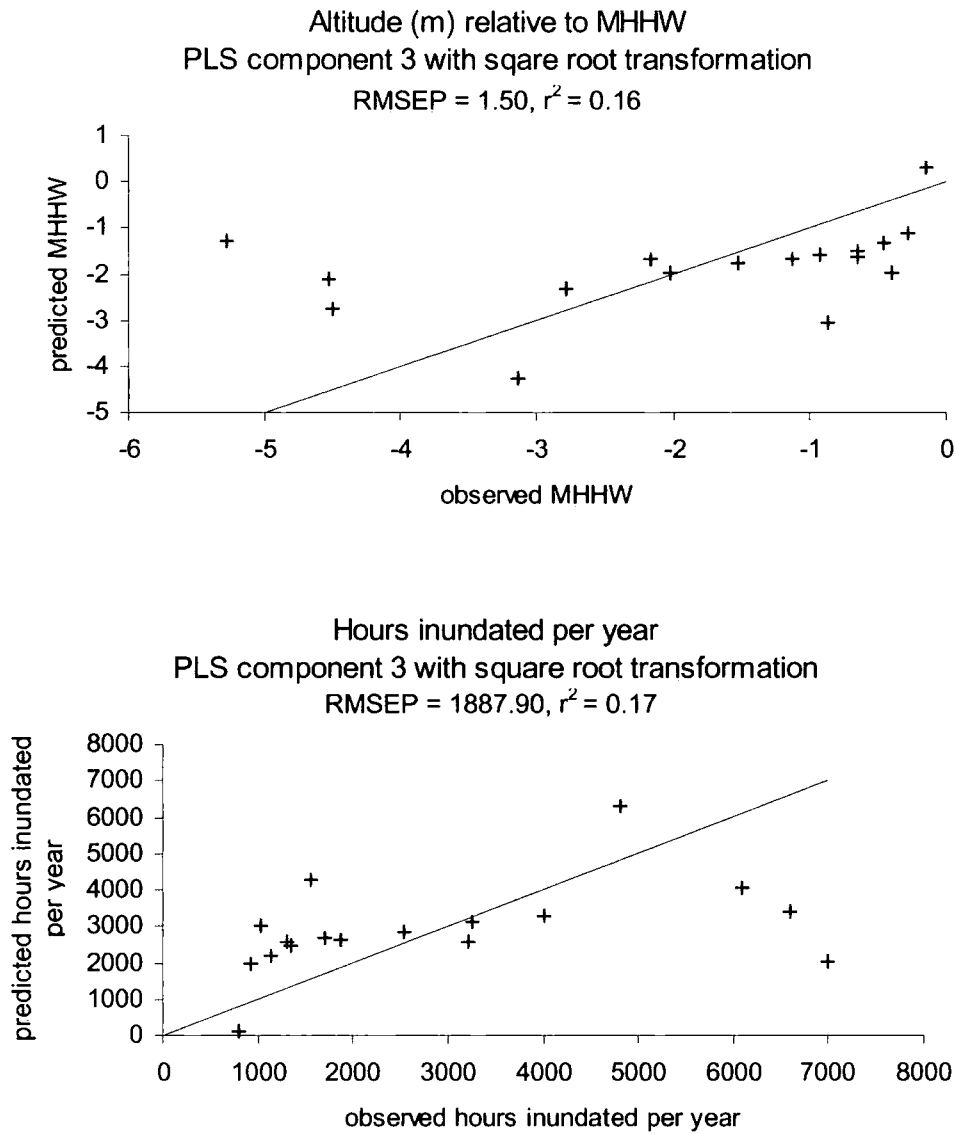 Altitude (m) relative to MHHW
PLS component 3 with sqare root transformation
RMSEP = 1.50, r² = 0.16
1
0
-1
-2
-3
-4
-5
predicted MHHW
-6 -5 -4 -3 -2 -1 0
observed MHHW
Hours inundated per year
PLS component 3 with square root transformation
RMSEP = 1887.90, r² = 0.17
8000
7000
6000
5000
4000
3000
2000
1000
0
predicted hours inundated
per year
0 1000 2000 3000 4000 5000 6000 7000 8000
observed hours inundated per year